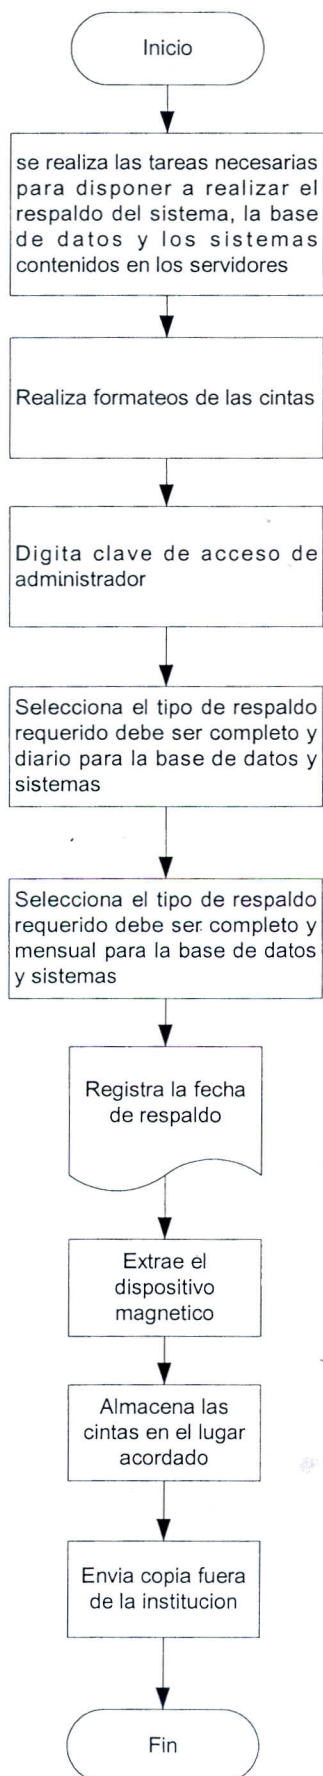 Inicio
se realiza las tareas necesarias
para disponer a realizar el
respaldo del sistema, la base
de datos y los sistemas
contenidos en los servidores
Realiza formateos de las cintas
Digita clave de acceso de
administrador
Selecciona el tipo de respaldo
requerido debe ser completo y
diario para la base de datos y
sistemas
Selecciona el tipo de respaldo
requerido debe ser completo y
mensual para la base de datos
y sistemas
Registra la fecha
de respaldo
Extrae el
dispositivo
magnetico
Almacena las
cintas en el lugar
acordado
Envia copia fuera
de la institucion
Fin